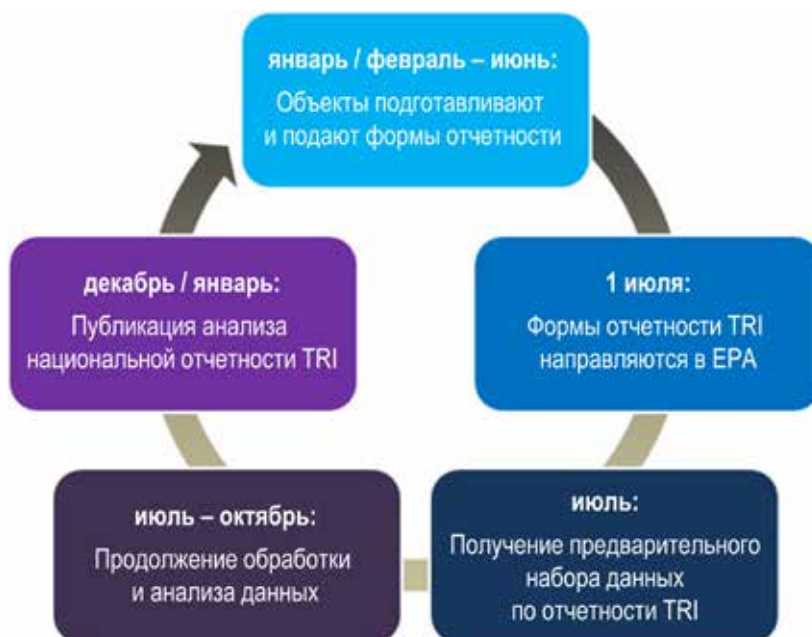 январь / февраль – июнь:
Объекты подготавливают
и подают формы отчетности
1 июля:
Формы отчетности TRI
направляются в EPA
июль:
Получение предварительного
набора данных
по отчетности TRI
июль – октябрь:
Продолжение обработки
и анализа данных
декабрь / январь:
Публикация анализа
национальной отчетности TRI